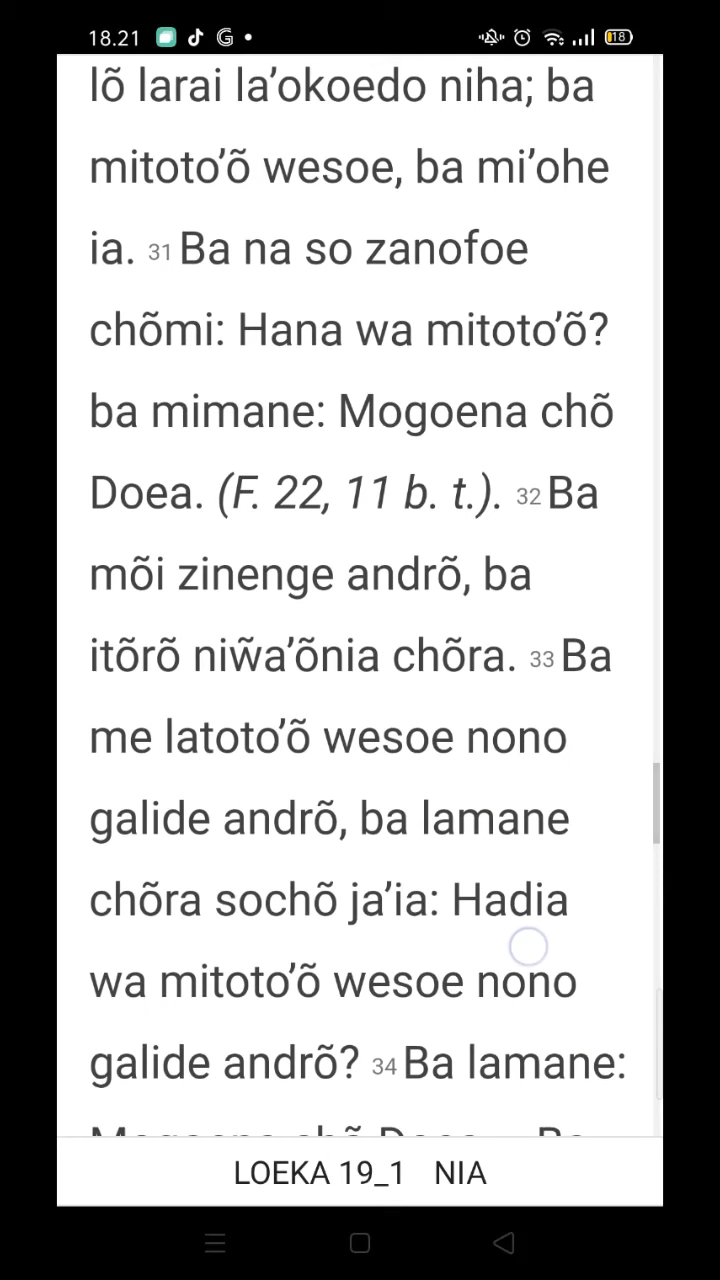 18.21
18
lõ larai la’okoedo niha; ba
mitoto’õ wesoe, ba mi’ohe
ia. 31 Ba na so zanofoe
chõmi: Hana wa mitoto’õ?
ba mimane: Mogoena chõ
Doea. (F. 22, 11 b. t.). 32 Ba
mõi zinenge andrõ, ba
itõrõ niw̃a’õnia chõra. 33 Ba
me latoto’õ wesoe nono
galide andrõ, ba lamane
chõra sochõ ja’ia: Hadia
wa mitoto’õ wesoe nono
galide andrõ? 34 Ba lamane:
LOEKA 19_1 NIA